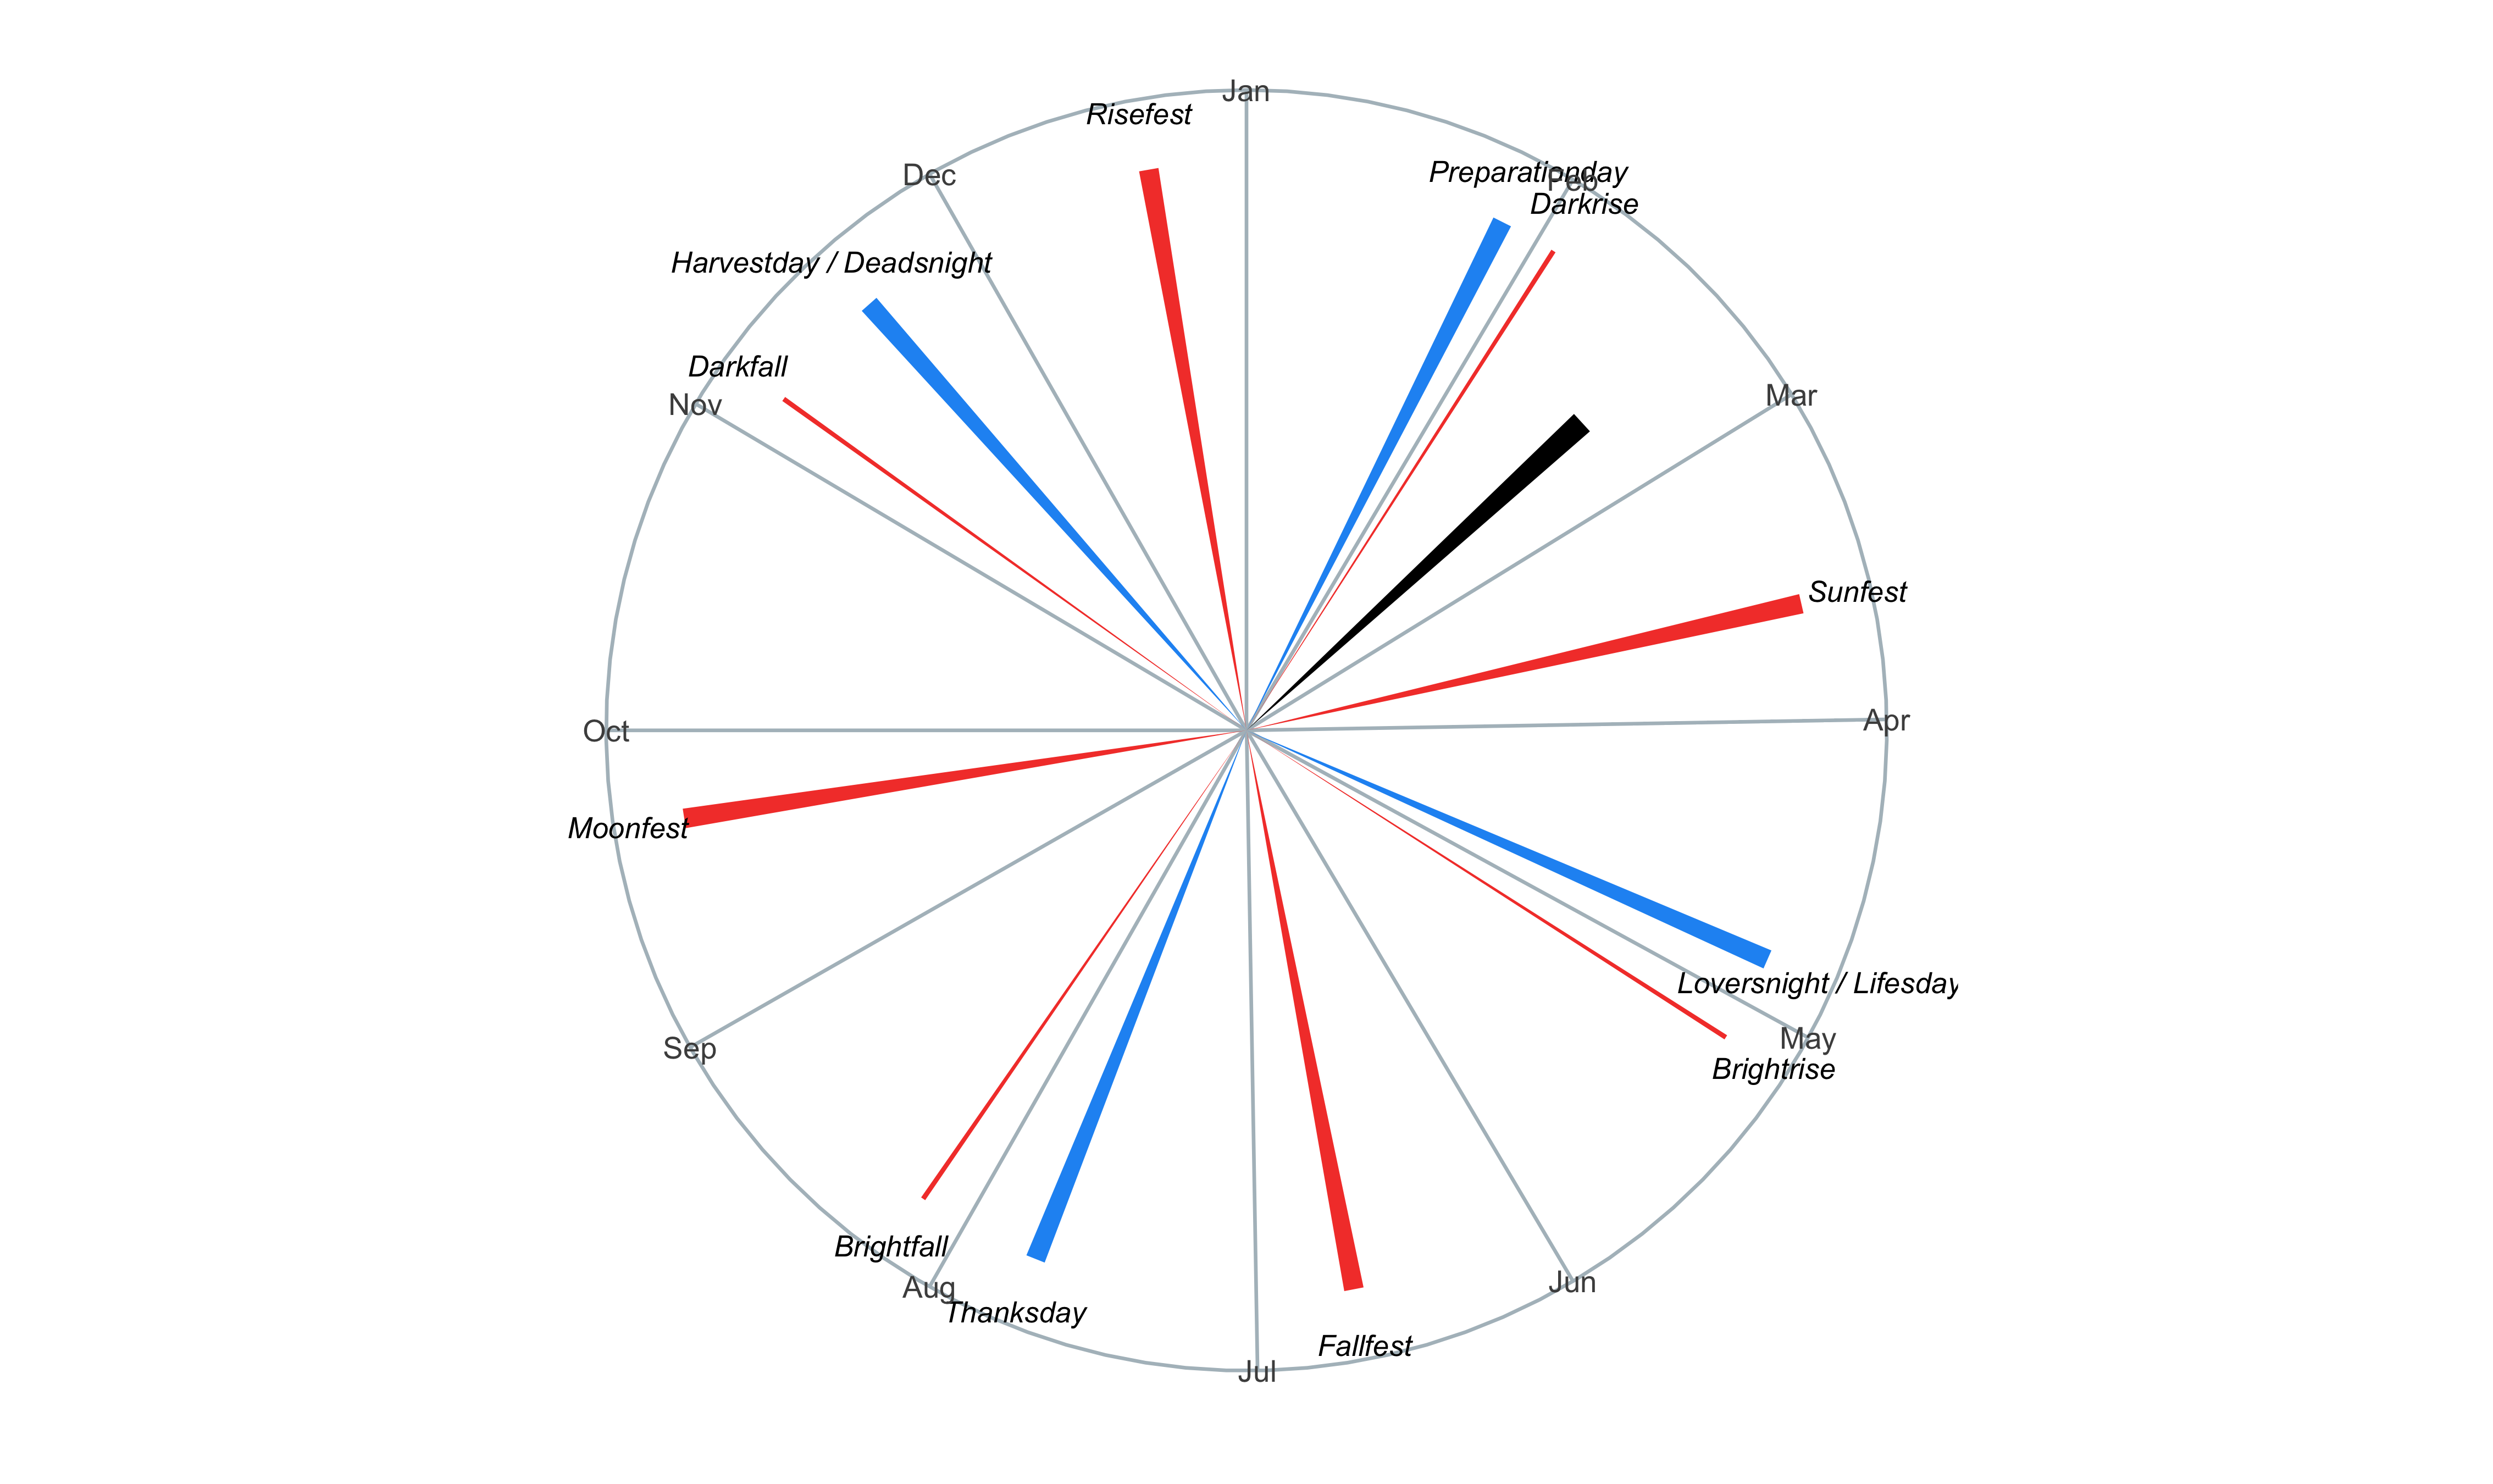 Jan
Risefest
Preparationday
Feb
Dec
Darkrise
Harvestday / Deadsnight
Darkfall
Mar
Nov
Sunfest
Apr
Oct
Moonfest
Loversnight / Lifesday
May
Sep
Brightrise
Brightfall
Jun
Aug
Thanksday
Fallfest
Jul